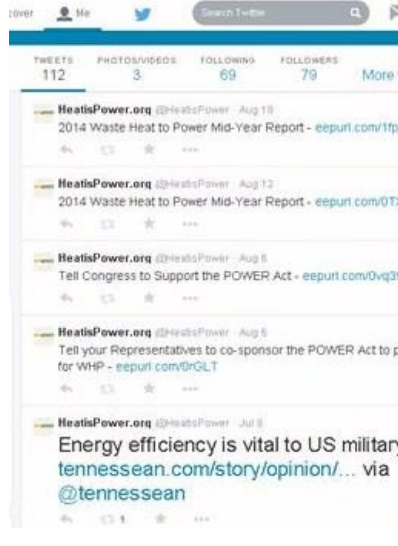 cover Me Search Twitter
TWEETS PHOTOS/VIDEOS FOLLOWING FOLLOWERS
112 3 69 79 More
HeatisPower.org @HeatisPower · Aug 18
2014 Waste Heat to Power Mid-Year Report - eepurl.com/1fp
HeatisPower.org @HeatisPower · Aug 12
2014 Waste Heat to Power Mid-Year Report - eepurl.com/0T
HeatisPower.org @HeatisPower · Aug 6
Tell Congress to Support the POWER Act - eepurl.com/0vq3
HeatisPower.org @HeatisPower · Aug 6
Tell your Representatives to co-sponsor the POWER Act to p
for WHP - eepurl.com/0rGLT
HeatisPower.org @HeatisPower · Jul 8
Energy efficiency is vital to US military
tennessean.com/story/opinion/... via
@tennessean
1